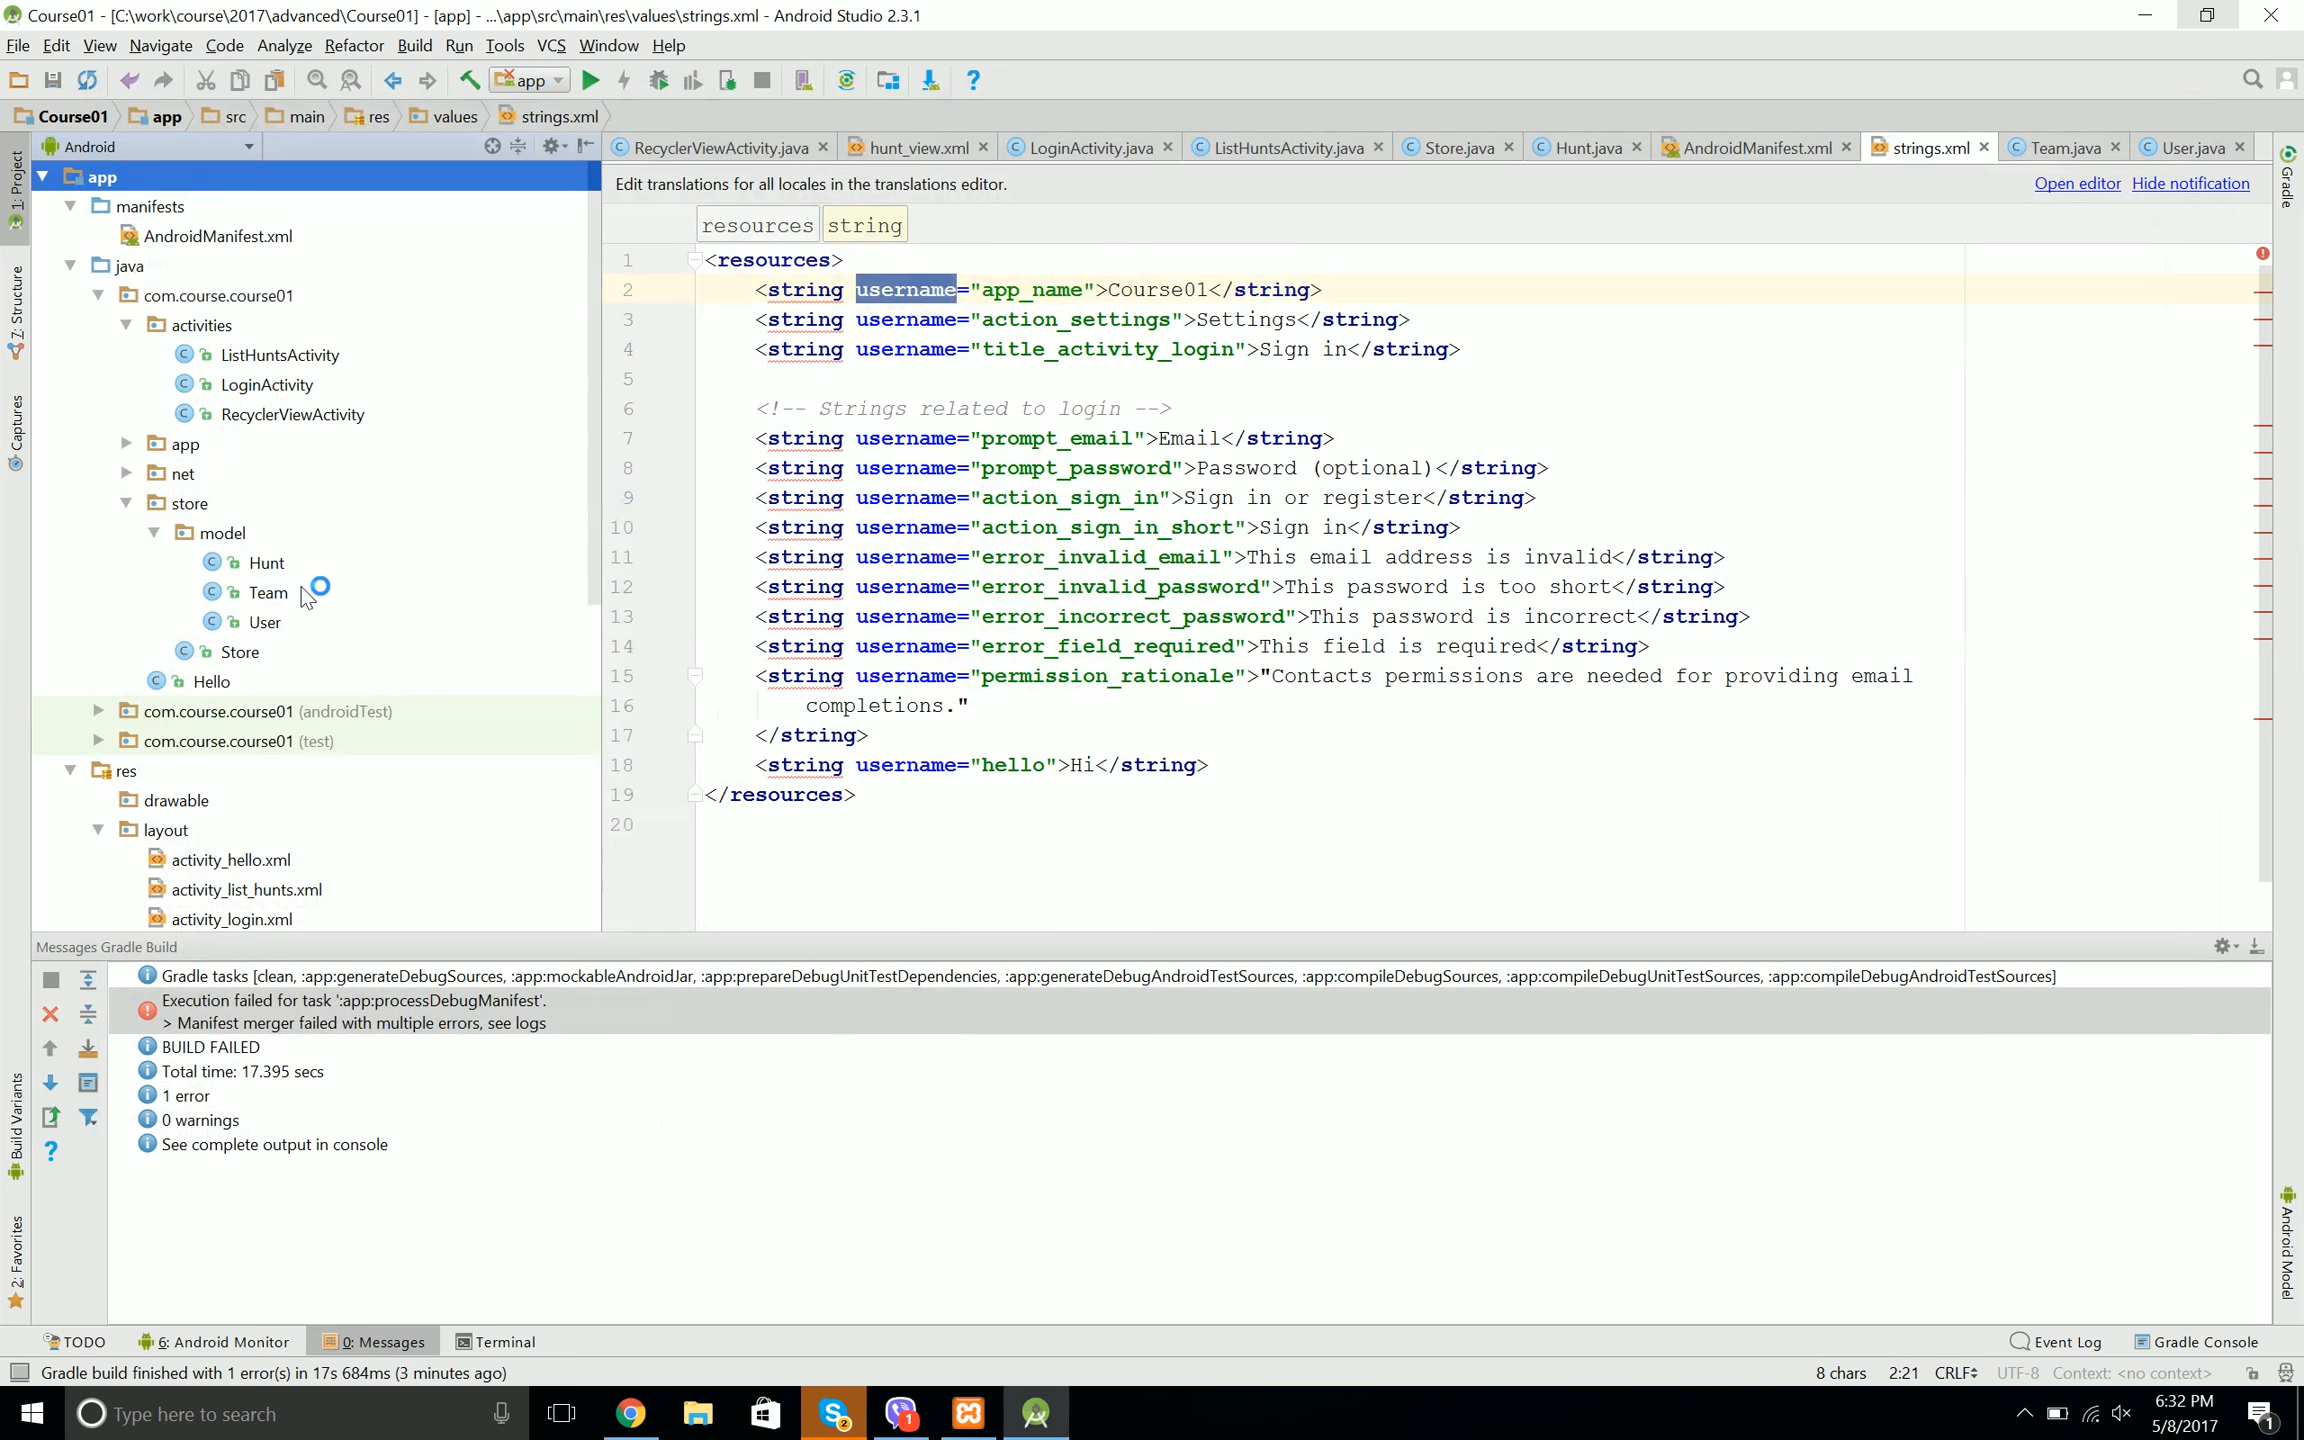 Course01 - [C:\work\course\2017\advanced\Course01] - [app] - ...\app\src\main\res\values\strings.xml - Android Studio 2.3.1
File Edit View Navigate Code Analyze Refactor Build Run Tools VCS Window Help
app
Course01 app src main res values strings.xml
Android
RecyclerViewActivity.java hunt_view.xml LoginActivity.java ListHuntsActivity.java Store.java Hunt.java AndroidManifest.xml strings.xml Team.java User.java
1: Project
7: Structure
Captures
Build Variants
2: Favorites
app
manifests
AndroidManifest.xml
java
com.course.course01
activities
ListHuntsActivity
LoginActivity
RecyclerViewActivity
app
net
store
model
Hunt
Team
User
Store
Hello
com.course.course01 (androidTest)
com.course.course01 (test)
res
drawable
layout
activity_hello.xml
activity_list_hunts.xml
activity_login.xml
Edit translations for all locales in the translations editor. Open editor Hide notification
resources string
1 <resources>
2 <string username="app_name">Course01</string>
3 <string username="action_settings">Settings</string>
4 <string username="title_activity_login">Sign in</string>
5
6 <!-- Strings related to login -->
7 <string username="prompt_email">Email</string>
8 <string username="prompt_password">Password (optional)</string>
9 <string username="action_sign_in">Sign in or register</string>
10 <string username="action_sign_in_short">Sign in</string>
11 <string username="error_invalid_email">This email address is invalid</string>
12 <string username="error_invalid_password">This password is too short</string>
13 <string username="error_incorrect_password">This password is incorrect</string>
14 <string username="error_field_required">This field is required</string>
15 <string username="permission_rationale">"Contacts permissions are needed for providing email
16 completions."
17 </string>
18 <string username="hello">Hi</string>
19 </resources>
20
Gradle
Android Model
Messages Gradle Build
Gradle tasks [clean, :app:generateDebugSources, :app:mockableAndroidJar, :app:prepareDebugUnitTestDependencies, :app:generateDebugAndroidTestSources, :app:compileDebugSources, :app:compileDebugUnitTestSources, :app:compileDebugAndroidTestSources]
Execution failed for task ':app:processDebugManifest'.
> Manifest merger failed with multiple errors, see logs
BUILD FAILED
Total time: 17.395 secs
1 error
0 warnings
See complete output in console
TODO 6: Android Monitor 0: Messages Terminal Event Log Gradle Console
Gradle build finished with 1 error(s) in 17s 684ms (3 minutes ago) 8 chars 2:21 CRLF UTF-8 Context: <no context>
Type here to search
2
1
6:32 PM
5/8/2017
1